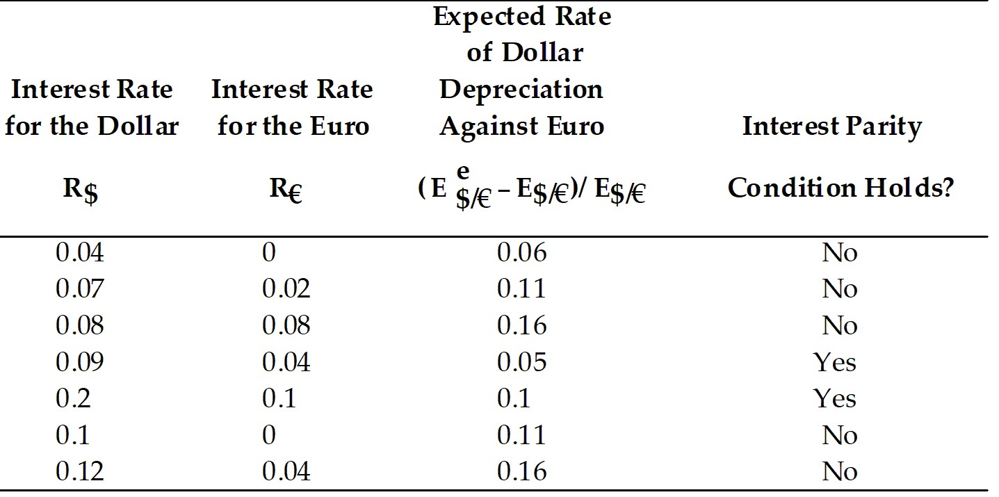 Expected Rate
of Dollar
Interest Rate Interest Rate Depreciation
for the Dollar for the Euro Against Euro Interest Parity
R$ R€ (E e $/€ – E$/€)/ E$/€ Condition Holds?
0.04 0 0.06 No
0.07 0.02 0.11 No
0.08 0.08 0.16 No
0.09 0.04 0.05 Yes
0.2 0.1 0.1 Yes
0.1 0 0.11 No
0.12 0.04 0.16 No